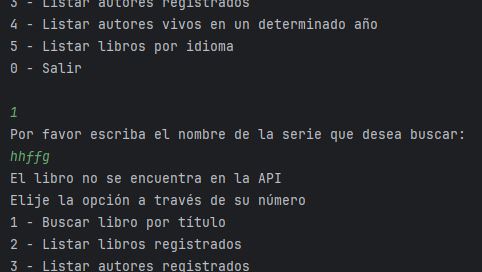 3 - Listar autores registrados
4 - Listar autores vivos en un determinado año
5 - Listar libros por idioma
0 - Salir
1
Por favor escriba el nombre de la serie que desea buscar:
hhffg
El libro no se encuentra en la API
Elije la opción a través de su número
1 - Buscar libro por titulo
2 - Listar libros registrados
3 - Listar autores registrados